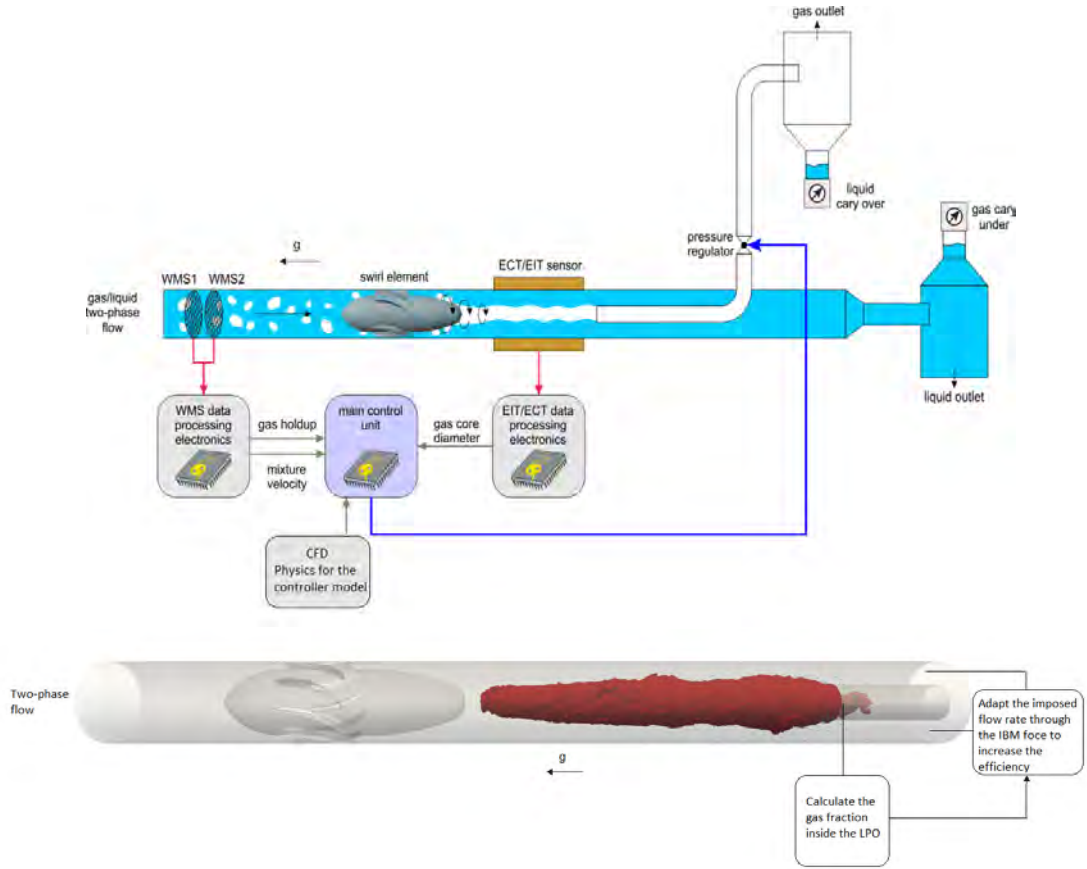 gas outlet
liquid
cary over
gas cary
under
pressure
regulator
g
ECT/EIT sensor
swirl element
WMS1
WMS2
gas/liquid
two-phase
flow
liquid outlet
WMS data
processing
electronics
gas holdup
mixture
velocity
main control
unit
gas core
diameter
EIT/ECT data
processing
electronics
CFD
Physics for the
controller model
Two-phase
flow
g
Adapt the imposed
flow rate through
the IBM foce to
increase the
efficiency
Calculate the
gas fraction
inside the LPO